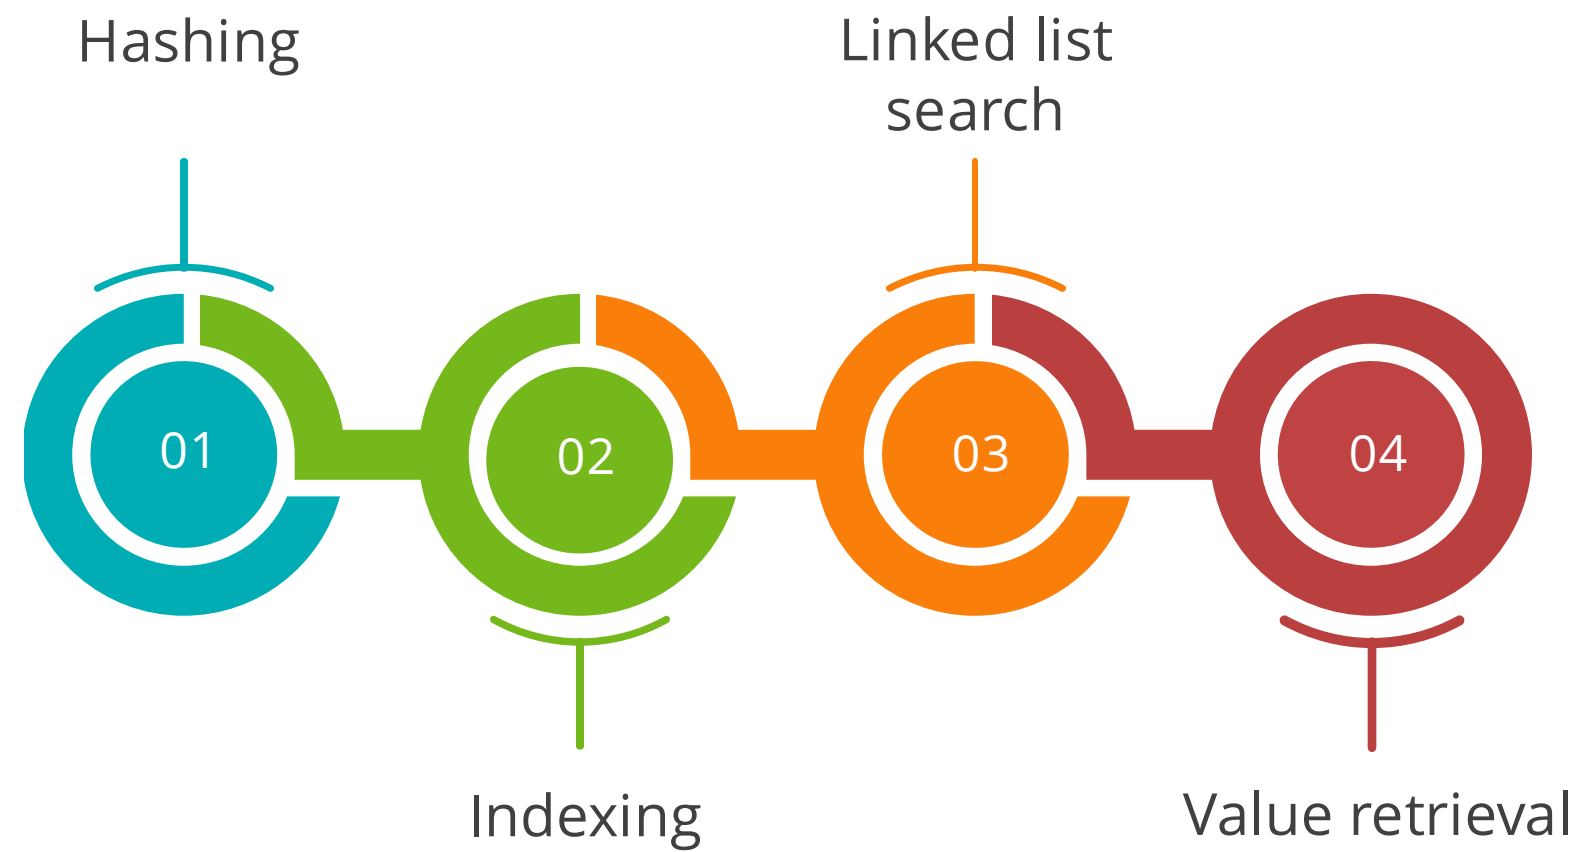 Hashing
01
02
Indexing
Linked list
search
03
04
Value retrieval